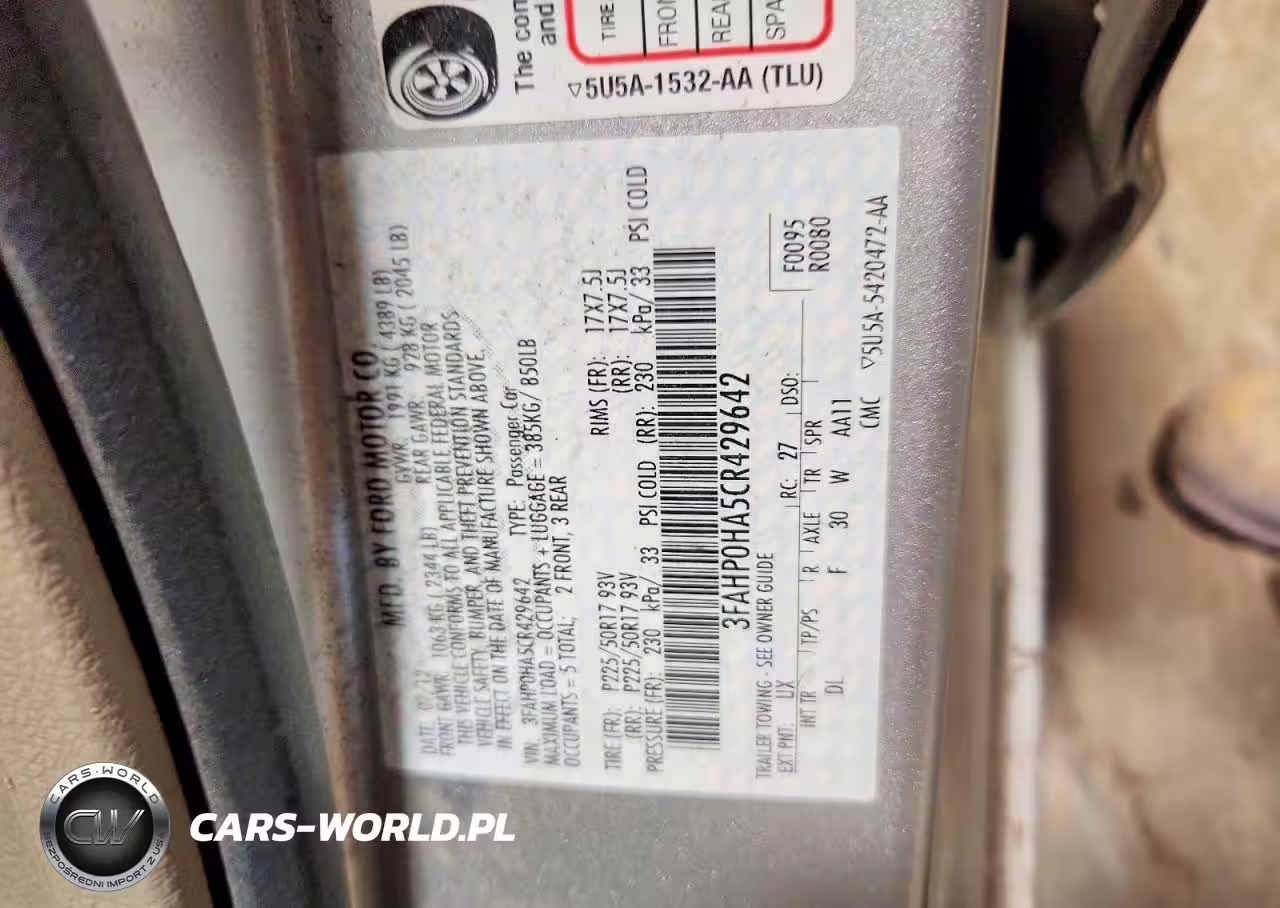 The con
and
TIRE
FRON
REAR
SPA
▽5U5A-1532-AA (TLU)
MFD. BY FORD MOTOR CO.
DATE: 02/12 GVWR: 1991 KG ( 4389 LB)
FRONT GAWR: 1063 KG ( 2344 LB) REAR GAWR: 928 KG ( 2045 LB)
THIS VEHICLE CONFORMS TO ALL APPLICABLE FEDERAL MOTOR
VEHICLE SAFETY, BUMPER, AND THEFT PREVENTION STANDARDS
IN EFFECT ON THE DATE OF MANUFACTURE SHOWN ABOVE.
VIN: 3FAHP0HA5CR429642 TYPE: Passenger Car
MAXIMUM LOAD = OCCUPANTS + LUGGAGE = 385KG/ 850LB
OCCUPANTS = 5 TOTAL; 2 FRONT, 3 REAR
TIRE (FR): P225/50R17 93V RIMS (FR): 17X7.5J
(RR): P225/50R17 93V (RR): 17X7.5J
PRESSURE (FR): 230 kPa/ 33 PSI COLD (RR): 230 kPa/ 33 PSI COLD
3FAHP0HA5CR429642
TRAILER TOWING - SEE OWNER GUIDE F0095
R0080
EXT PNT: UX RC: 27 DSO:
INT TR TP/PS R AXLE TR SPR
DL F 30 W AA11
CMC ▽5U5A-5420472-AA
CARS-WORLD
CW
BEZPOŚREDNI IMPORT Z USA
CARS-WORLD.PL